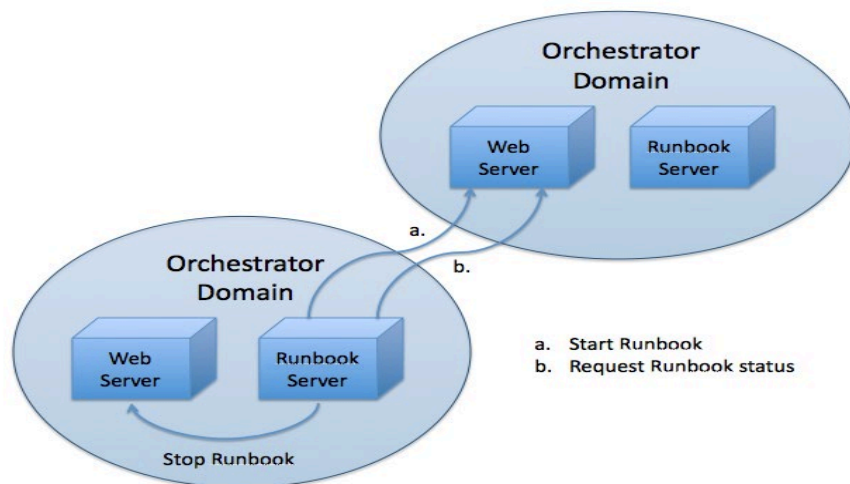 Orchestrator
Domain
Web
Server
Runbook
Server
a.
b.
Orchestrator
Domain
Web
Server
Runbook
Server
Stop Runbook
a. Start Runbook
b. Request Runbook status